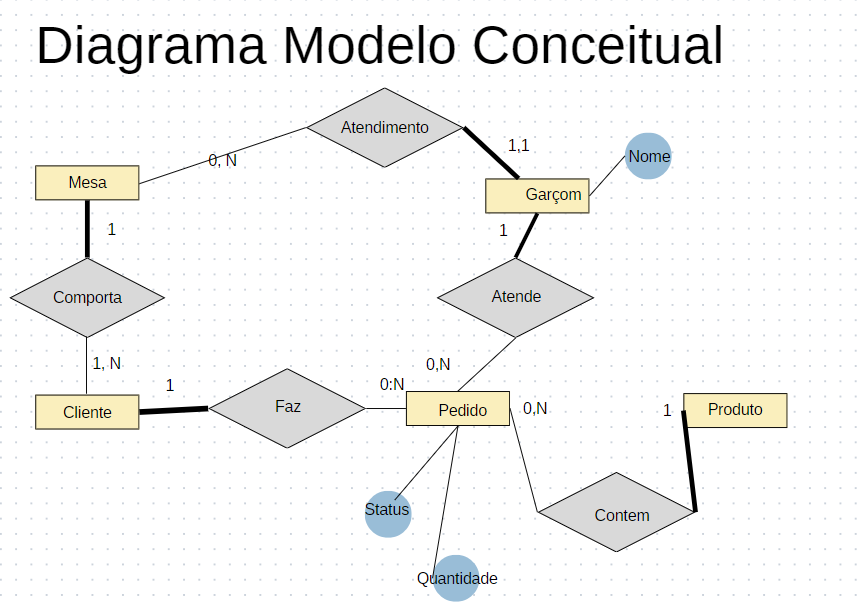 Diagrama Modelo Conceitual
Atendimento
0, N
1,1
Nome
Mesa
Garçom
1
1
Comporta
Atende
1, N
0,N
1
0:N
Cliente
Faz
Pedido
0,N
1
Produto
Status
Contem
Quantidade